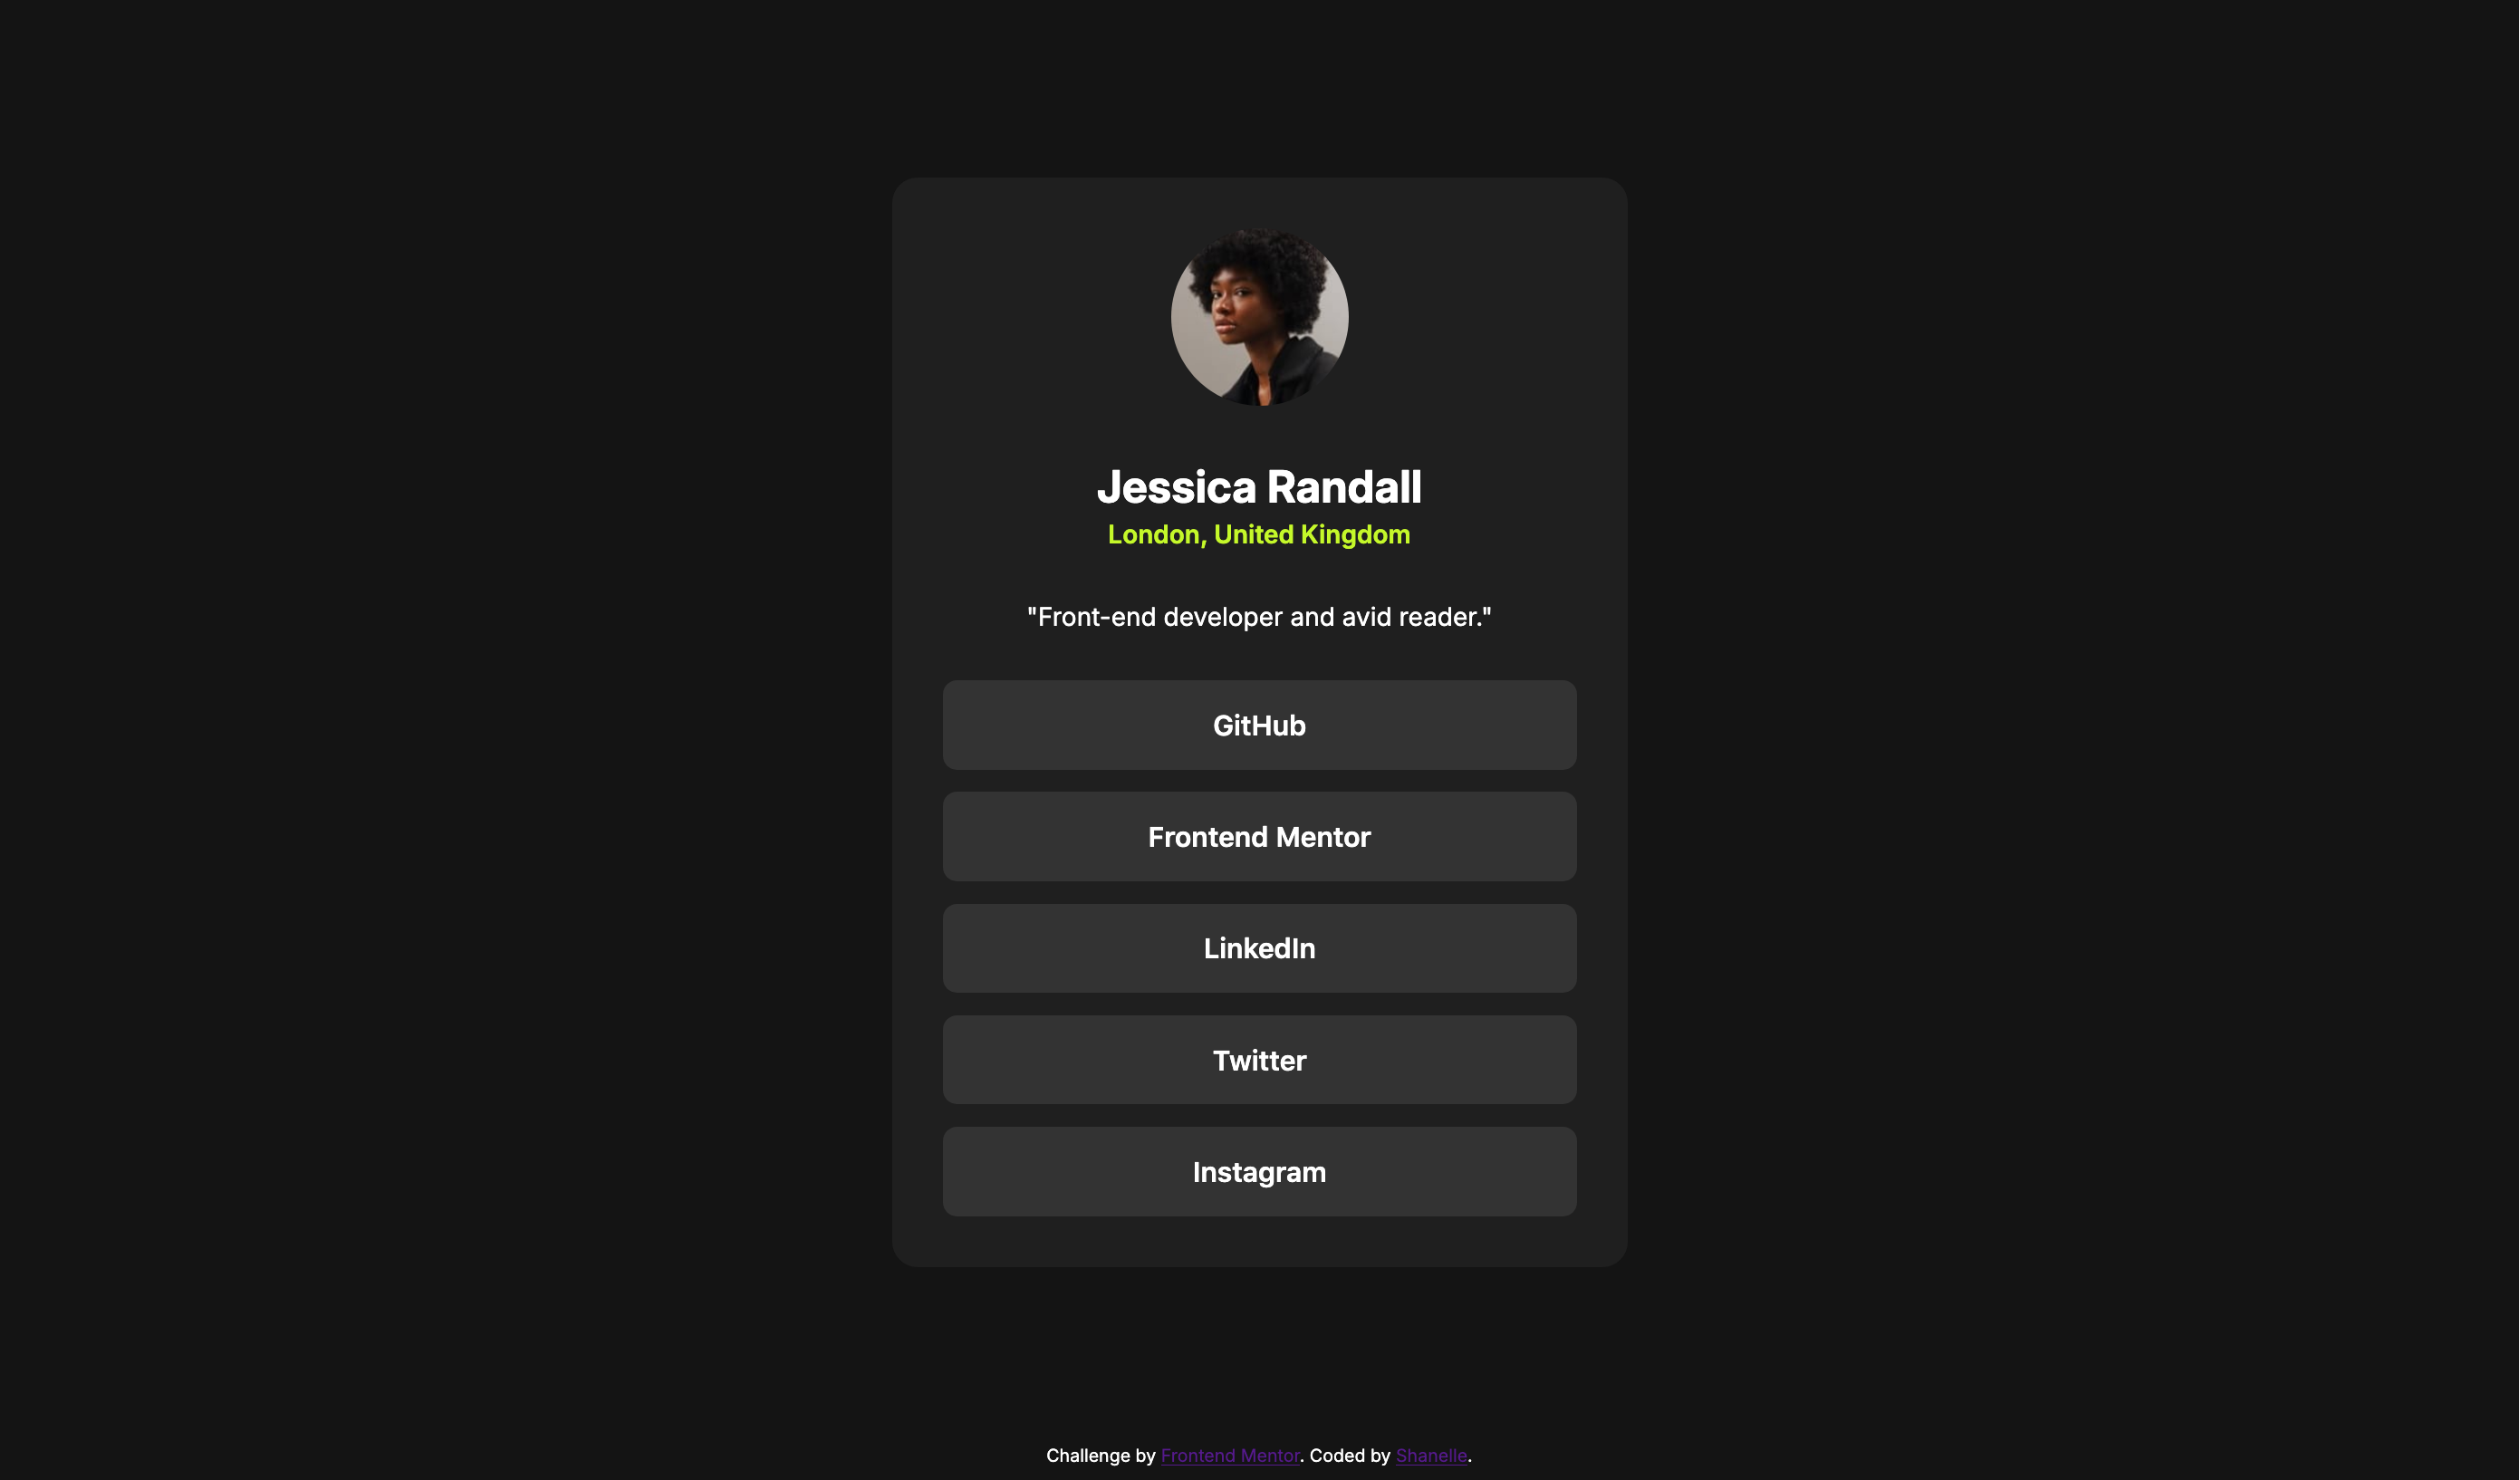 Jessica Randall
London, United Kingdom
"Front-end developer and avid reader."
GitHub
Frontend Mentor
LinkedIn
Twitter
Instagram
Challenge by Frontend Mentor. Coded by Shanelle.